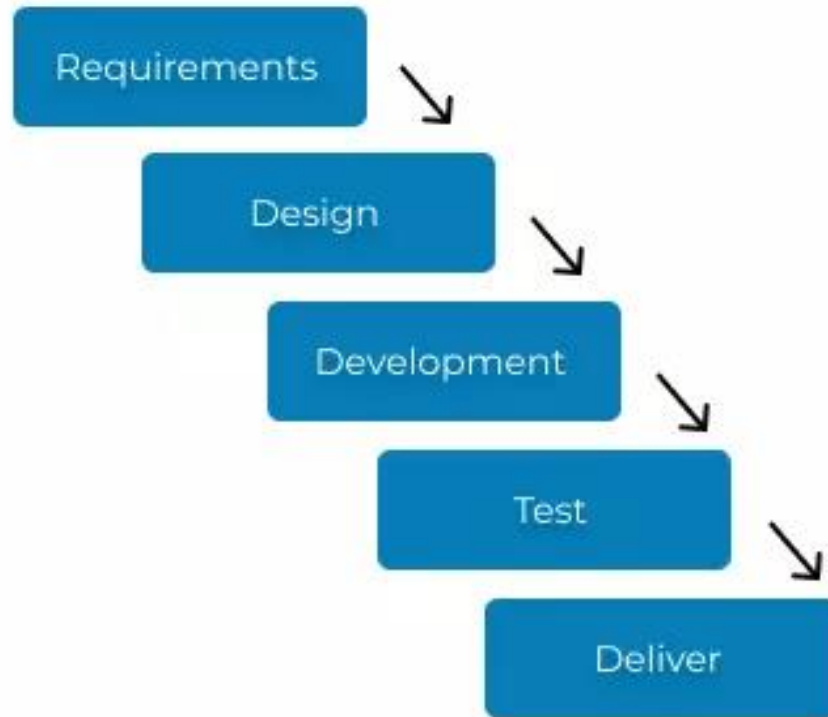 Requirements
Design
Development
Test
Deliver